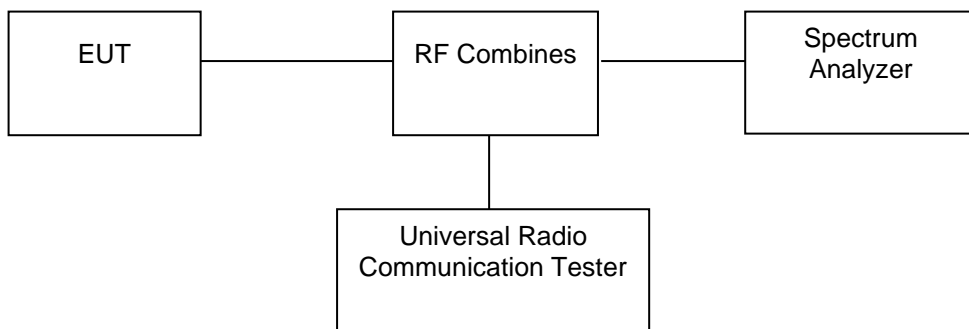 EUT
RF Combines
Spectrum
Analyzer
Universal Radio
Communication Tester